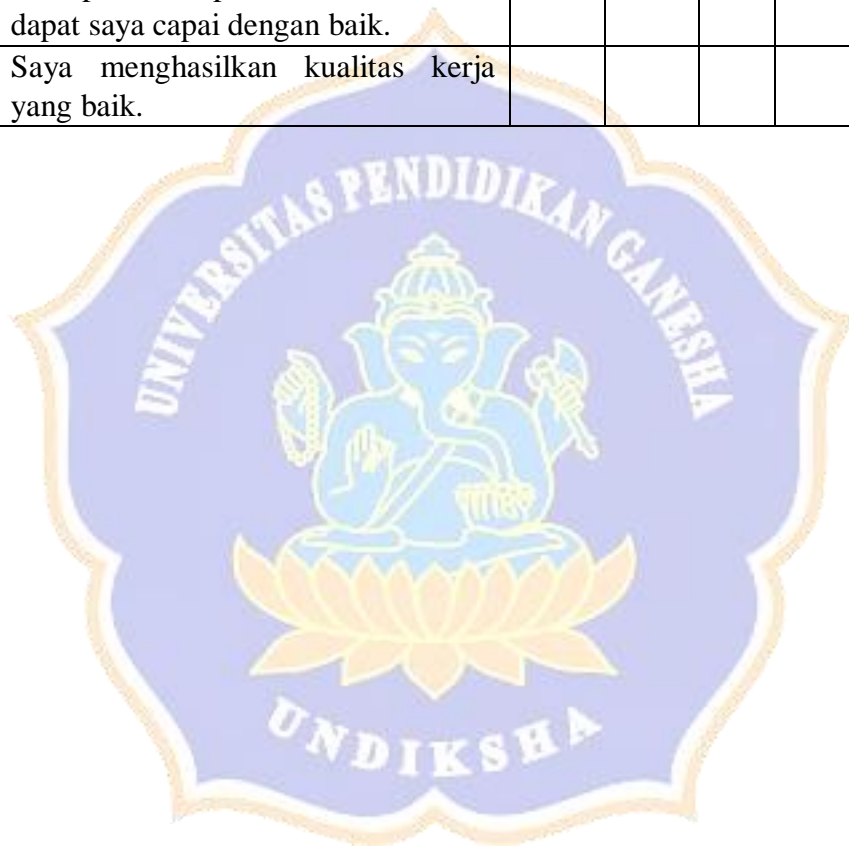 dapat saya capai dengan baik.
Saya menghasilkan kualitas kerja
yang baik.
UNIVERSITAS PENDIDIKAN GANESHA
UNDIKSHA